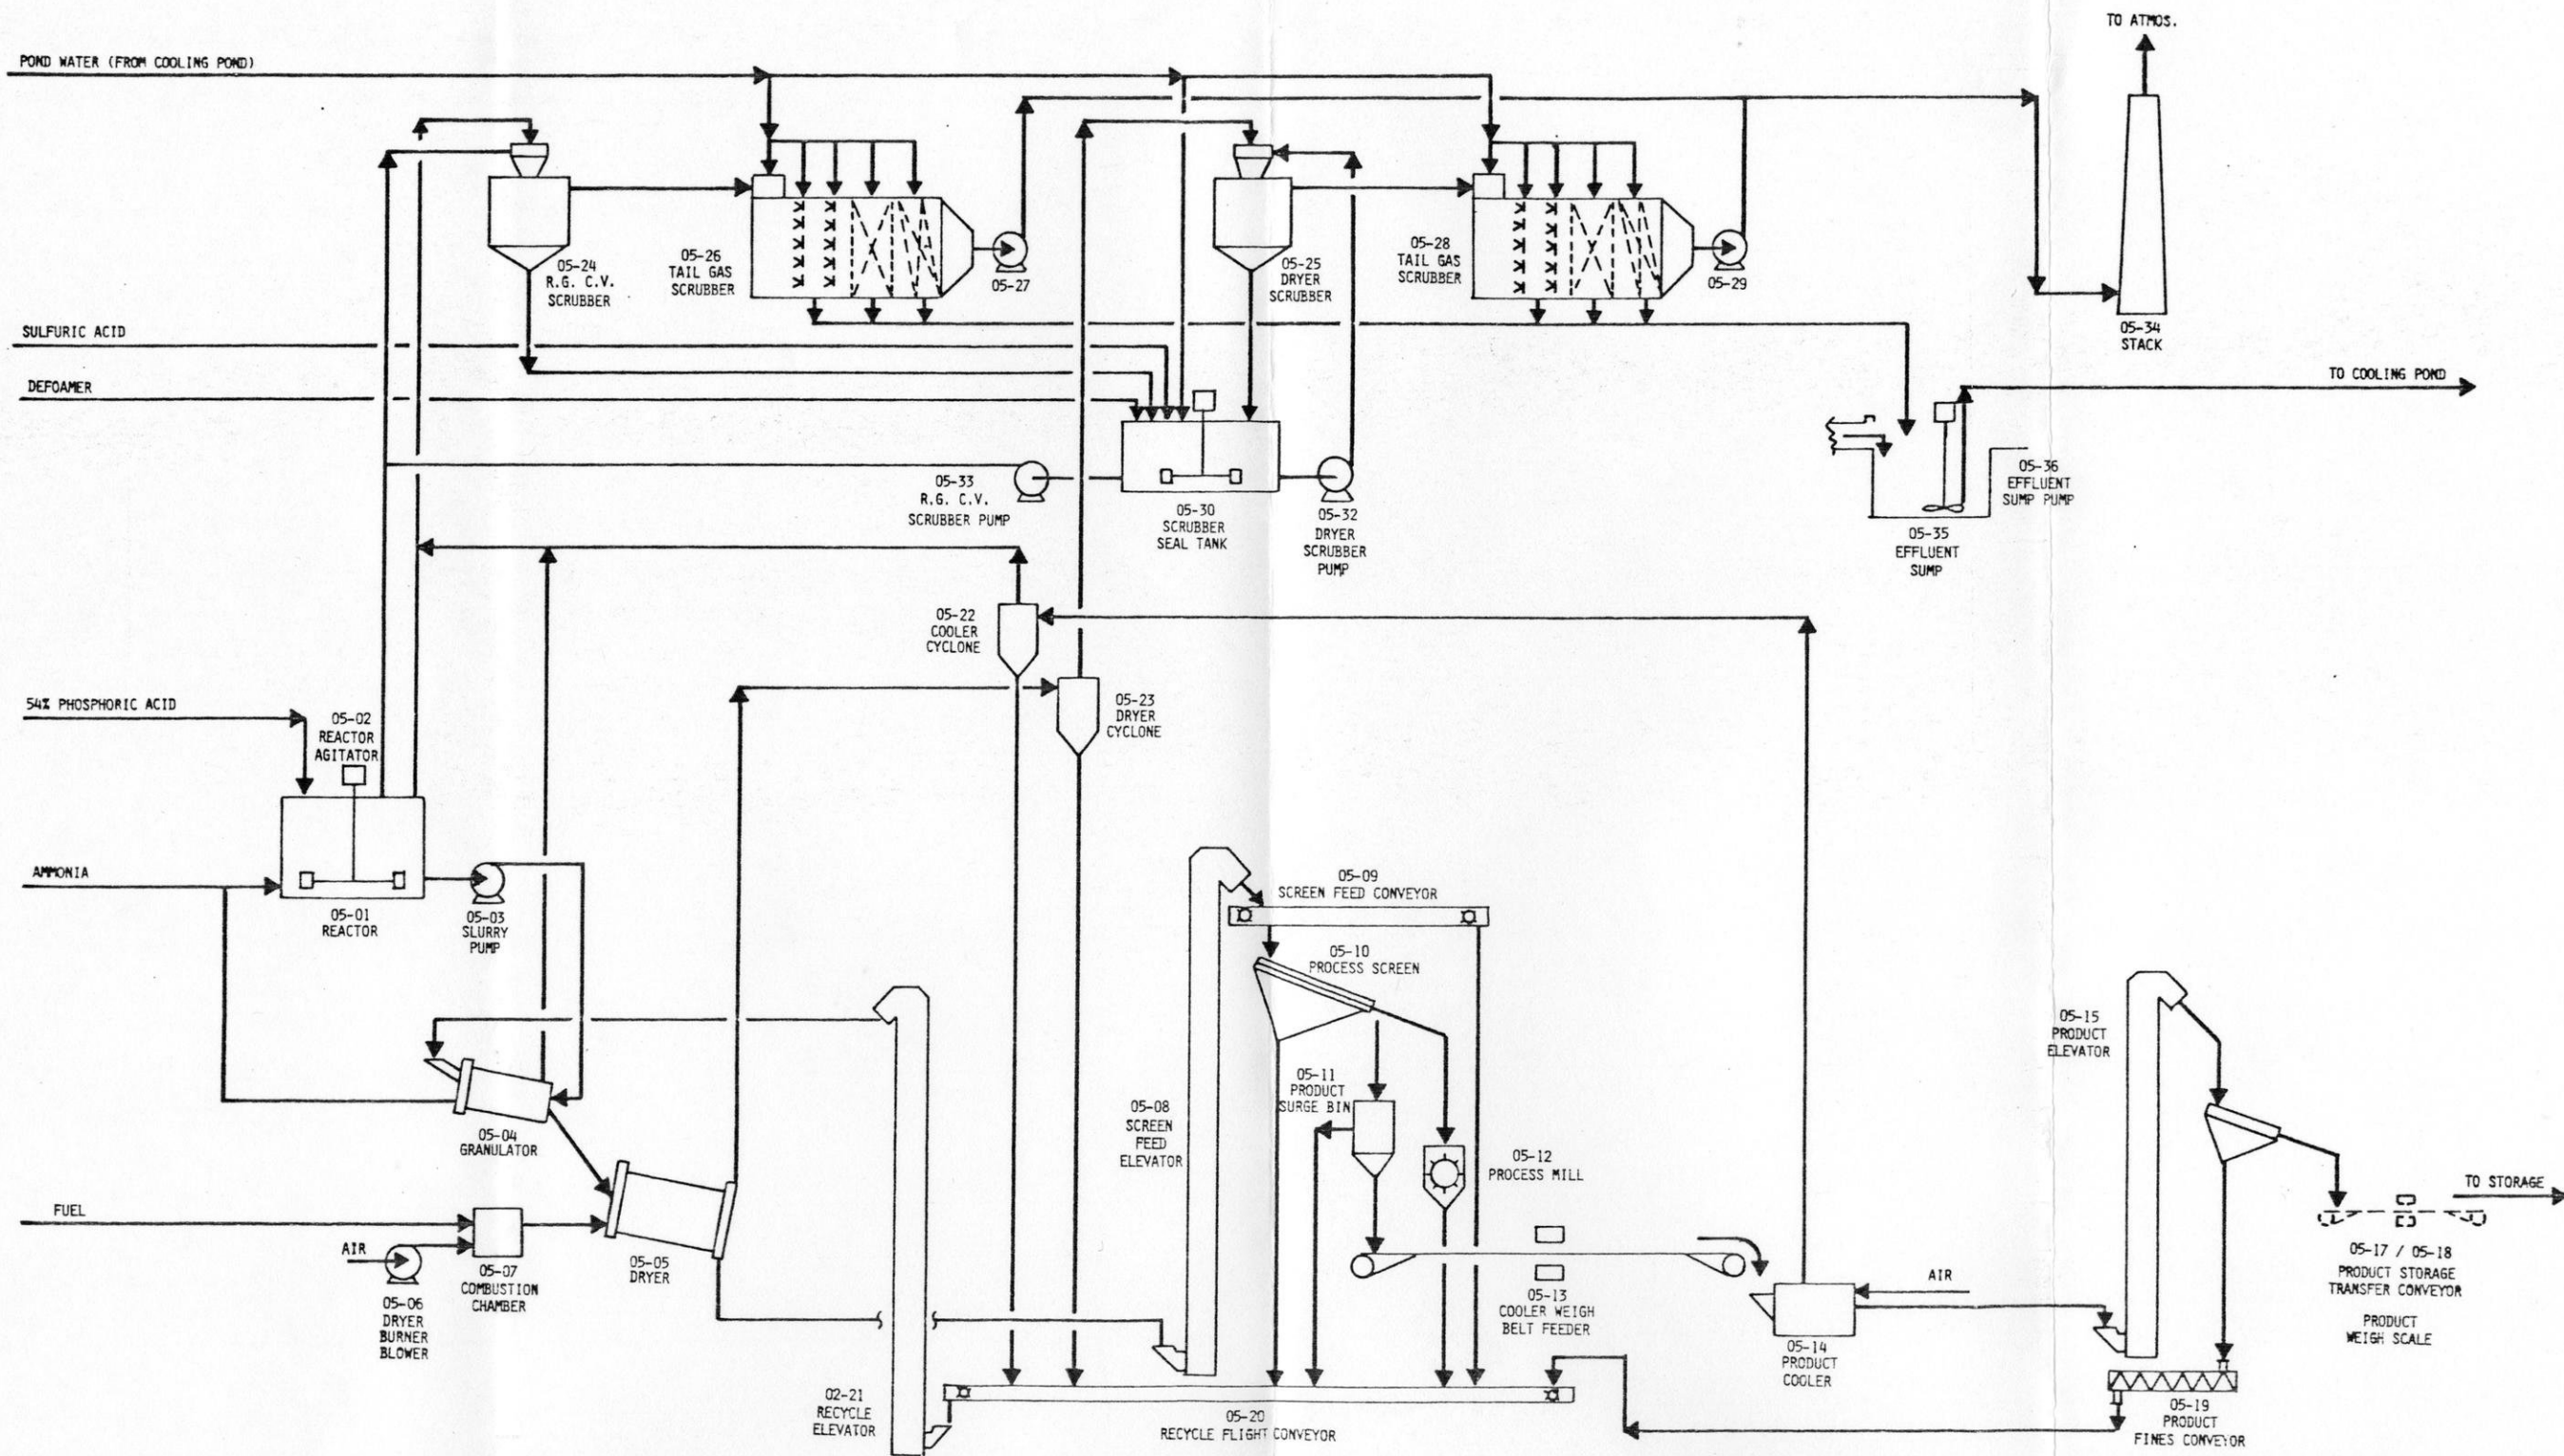 TO ATMOS.
POND WATER (FROM COOLING POND)
05-24
R.G. C.V.
SCRUBBER
05-26
TAIL GAS
SCRUBBER
05-27
05-25
DRYER
SCRUBBER
05-28
TAIL GAS
SCRUBBER
05-29
05-34
STACK
SULFURIC ACID
DEFOAMER
TO COOLING POND
05-33
R.G. C.V.
SCRUBBER PUMP
05-30
SCRUBBER
SEAL TANK
05-32
DRYER
SCRUBBER
PUMP
05-36
EFFLUENT
SUMP PUMP
05-35
EFFLUENT
SUMP
05-22
COOLER
CYCLONE
05-23
DRYER
CYCLONE
54% PHOSPHORIC ACID
05-02
REACTOR
AGITATOR
AMMONIA
05-01
REACTOR
05-03
SLURRY
PUMP
05-09
SCREEN FEED CONVEYOR
05-10
PROCESS SCREEN
05-11
PRODUCT
SURGE BIN
05-08
SCREEN
FEED
ELEVATOR
05-12
PROCESS MILL
05-15
PRODUCT
ELEVATOR
05-04
GRANULATOR
FUEL
AIR
05-06
DRYER
BURNER
BLOWER
05-07
COMBUSTION
CHAMBER
05-05
DRYER
05-13
COOLER WEIGH
BELT FEEDER
AIR
05-14
PRODUCT
COOLER
TO STORAGE
05-17 / 05-18
PRODUCT STORAGE
TRANSFER CONVEYOR
PRODUCT
WEIGH SCALE
02-21
RECYCLE
ELEVATOR
05-20
RECYCLE FLIGHT CONVEYOR
05-19
PRODUCT
FINES CONVEYOR